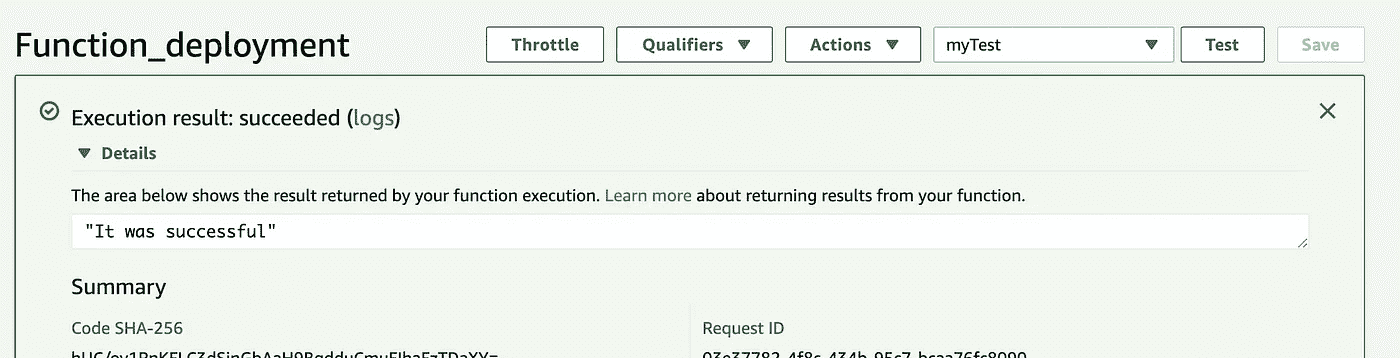 Function_deployment
Throttle Qualifiers Actions myTest Test Save
Execution result: succeeded (logs)
Details
The area below shows the result returned by your function execution. Learn more about returning results from your function.
"It was successful"
Summary
Code SHA-256 Request ID